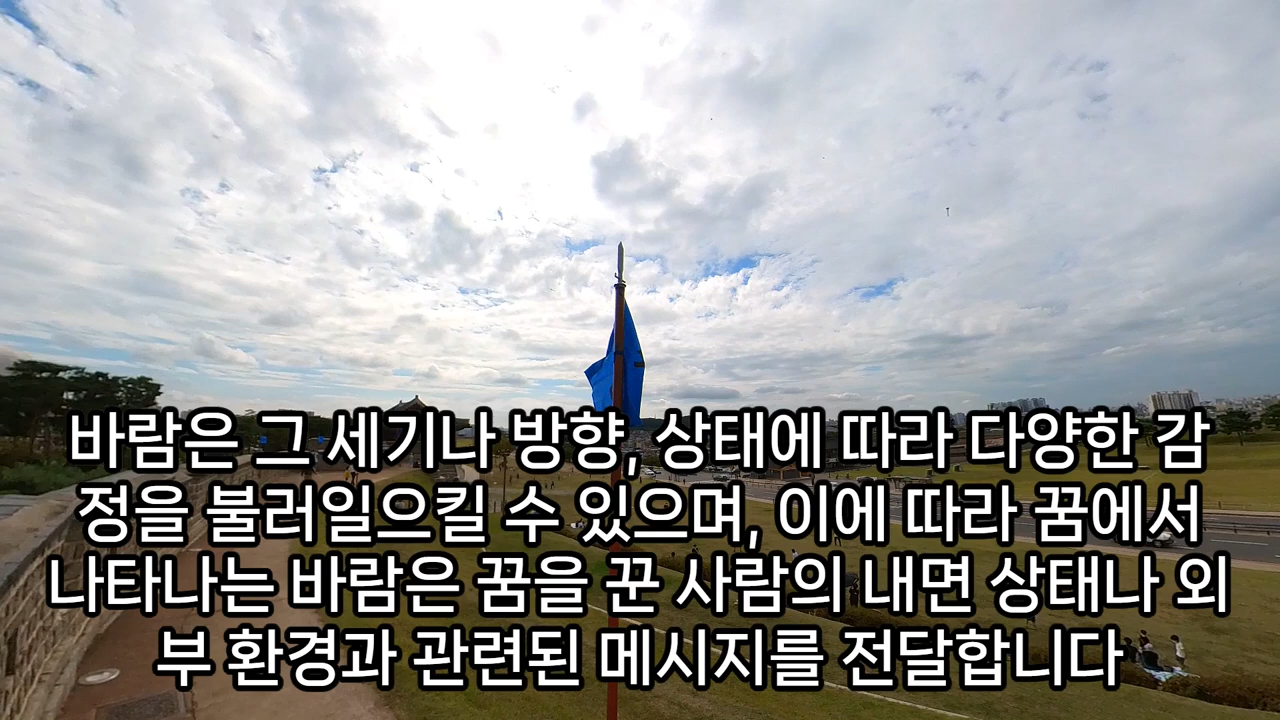 바람은 그 세기나 방향, 상태에 따라 다양한 감
정을 불러일으킬 수 있으며, 이에 따라 꿈에서
나타나는 바람은 꿈을 꾼 사람의 내면 상태나 외
부 환경과 관련된 메시지를 전달합니다